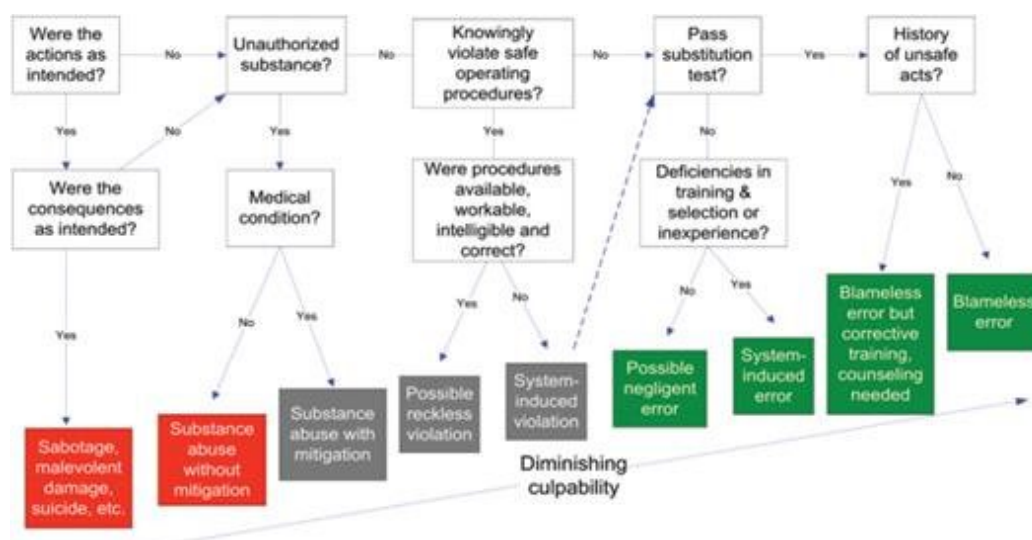 Were the
actions as
intended?
No
Unauthorized
substance?
No
Knowingly
violate safe
operating
procedures?
No
Pass
substitution
test?
Yes
History
of unsafe
acts?
Yes
No
Yes
Yes
No
Were the
consequences
as intended?
Medical
condition?
Were procedures
available,
workable,
intelligible and
correct?
Deficiencies in
training &
selection or
inexperience?
Yes
No
Yes
No
Yes
Yes
No
No
Yes
Sabotage,
malevolent
damage,
suicide, etc.
Substance
abuse
without
mitigation
Substance
abuse with
mitigation
Possible
reckless
violation
System-
induced
violation
Possible
negligent
error
System-
induced
error
Blameless
error but
corrective
training,
counseling
needed
Blameless
error
Diminishing
culpability